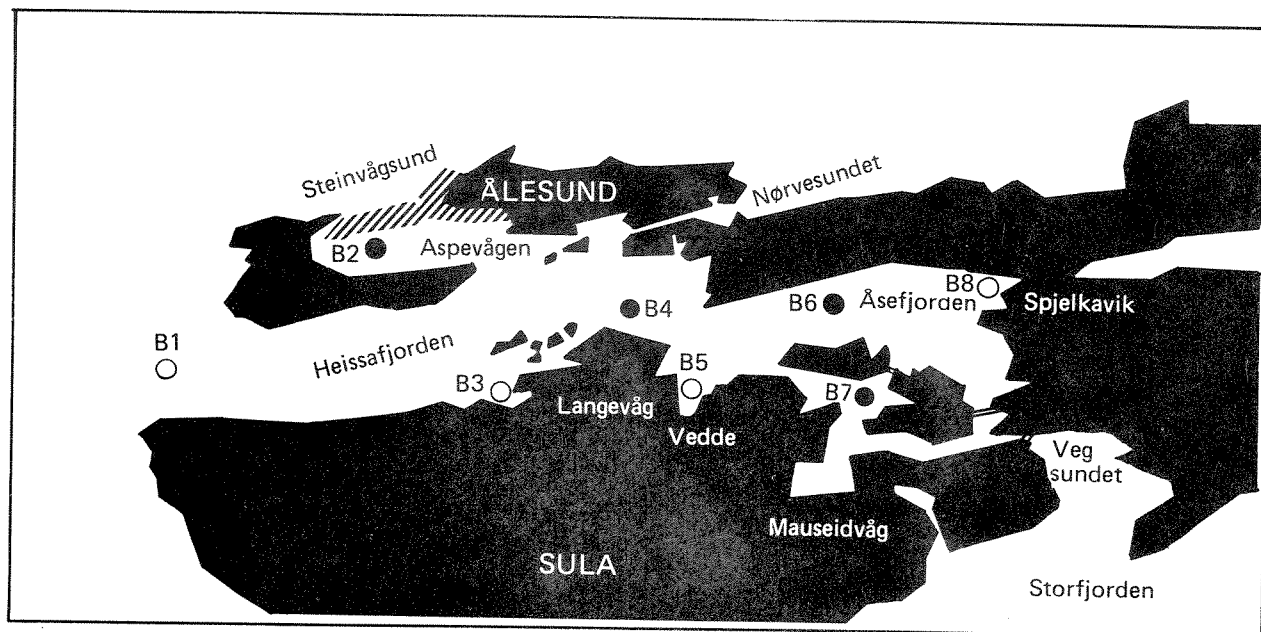 Steinvågsund
ÅLESUND
Nørvesundet
B2
Aspevågen
B4
B6
Åsefjorden
B8
Spjelkavik
B1
Heissafjorden
B3
B5
B7
Langevåg
Vedde
Veg
sundet
Mauseidvåg
SULA
Storfjorden